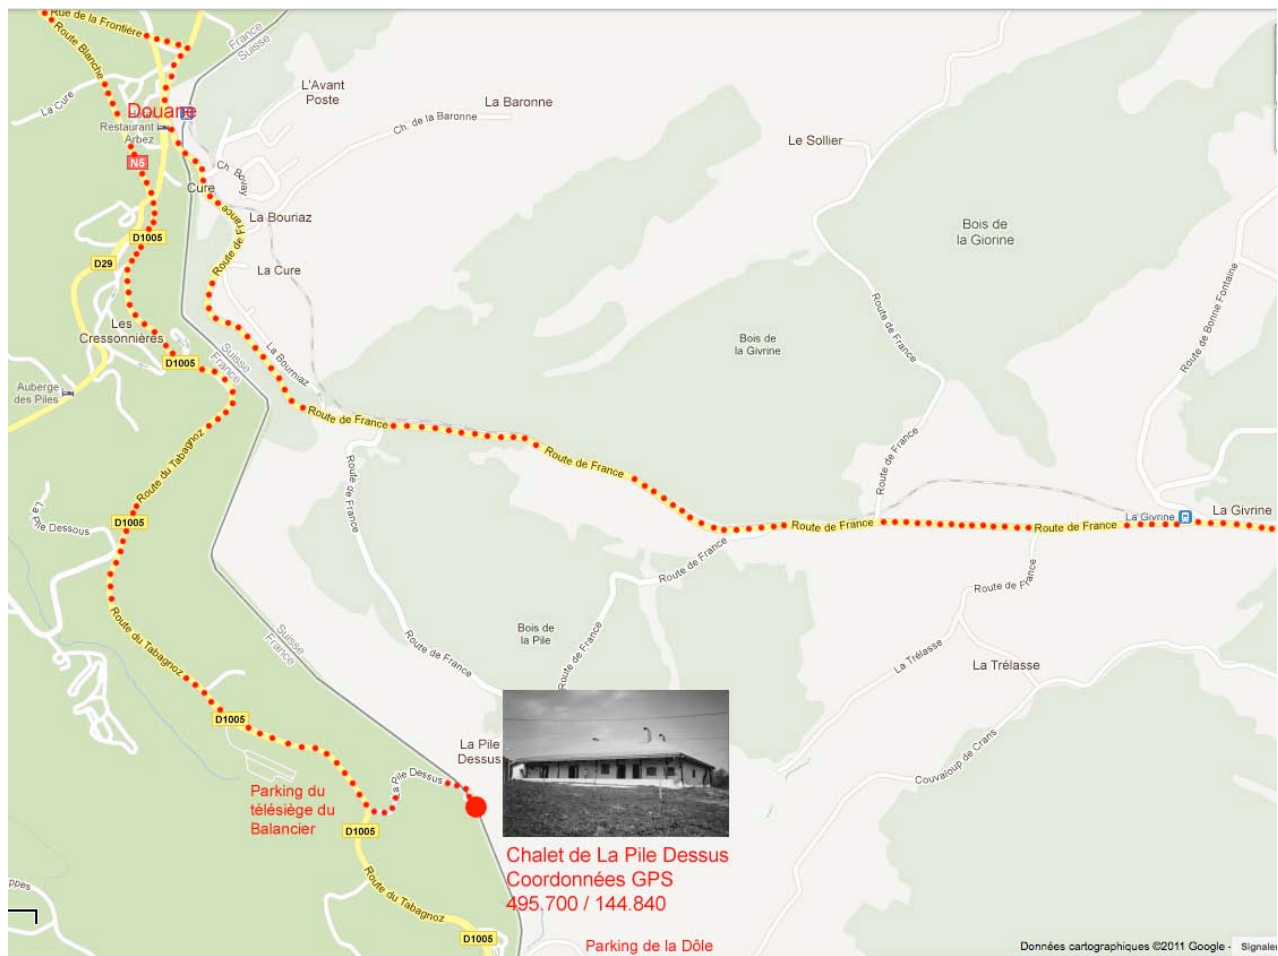 Rue de la Frontière
Route Blanche
France
Suisse
L'Avant
Poste
La Baronne
Ch. de la Baronne
La Cure
Douane
Restaurant
Arbez
N5
Le Sollier
Ch. Bovay
Cure
La Bouriaz
Route de France
Bois de
la Giorine
D1005
D29
La Cure
Route de Bonne Fontaine
Les
Cressonnières
Suisse
France
La Bourniaz
Route de France
Bois de
la Givrine
D1005
Auberge
des Piles
Route de France
Route du Tabagnoz
Route de France
Route de France
Route de France
La Pile Dessous
D1005
Route de France
Route de France
La Givrine
La Givrine
Route de France
Route de France
Route du Tabagnoz
Suisse
France
Bois de
la Pile
Route de France
Route de France
La Trélasse
La Trélasse
D1005
La Pile
Dessus
La Pile Dessus
Couvaloup de Crans
Parking du
télésiège du
Balancier
D1005
Chalet de La Pile Dessus
Coordonnées GPS
495.700 / 144.840
Route du Tabagnoz
D1005
Parking de la Dôle
Données cartographiques ©2011 Google -